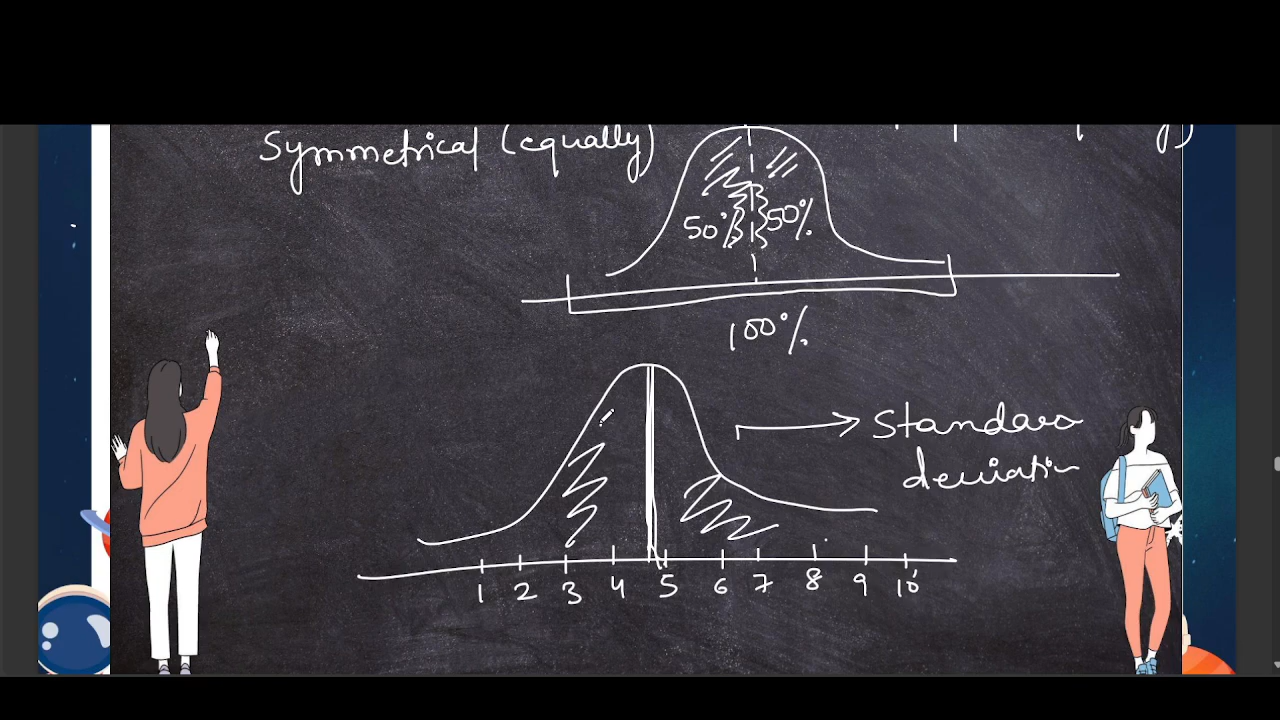 Symmetrical (equally)
50% 50%
100%
Standard
deviation
1 2 3 4 5 6 7 8 9 10